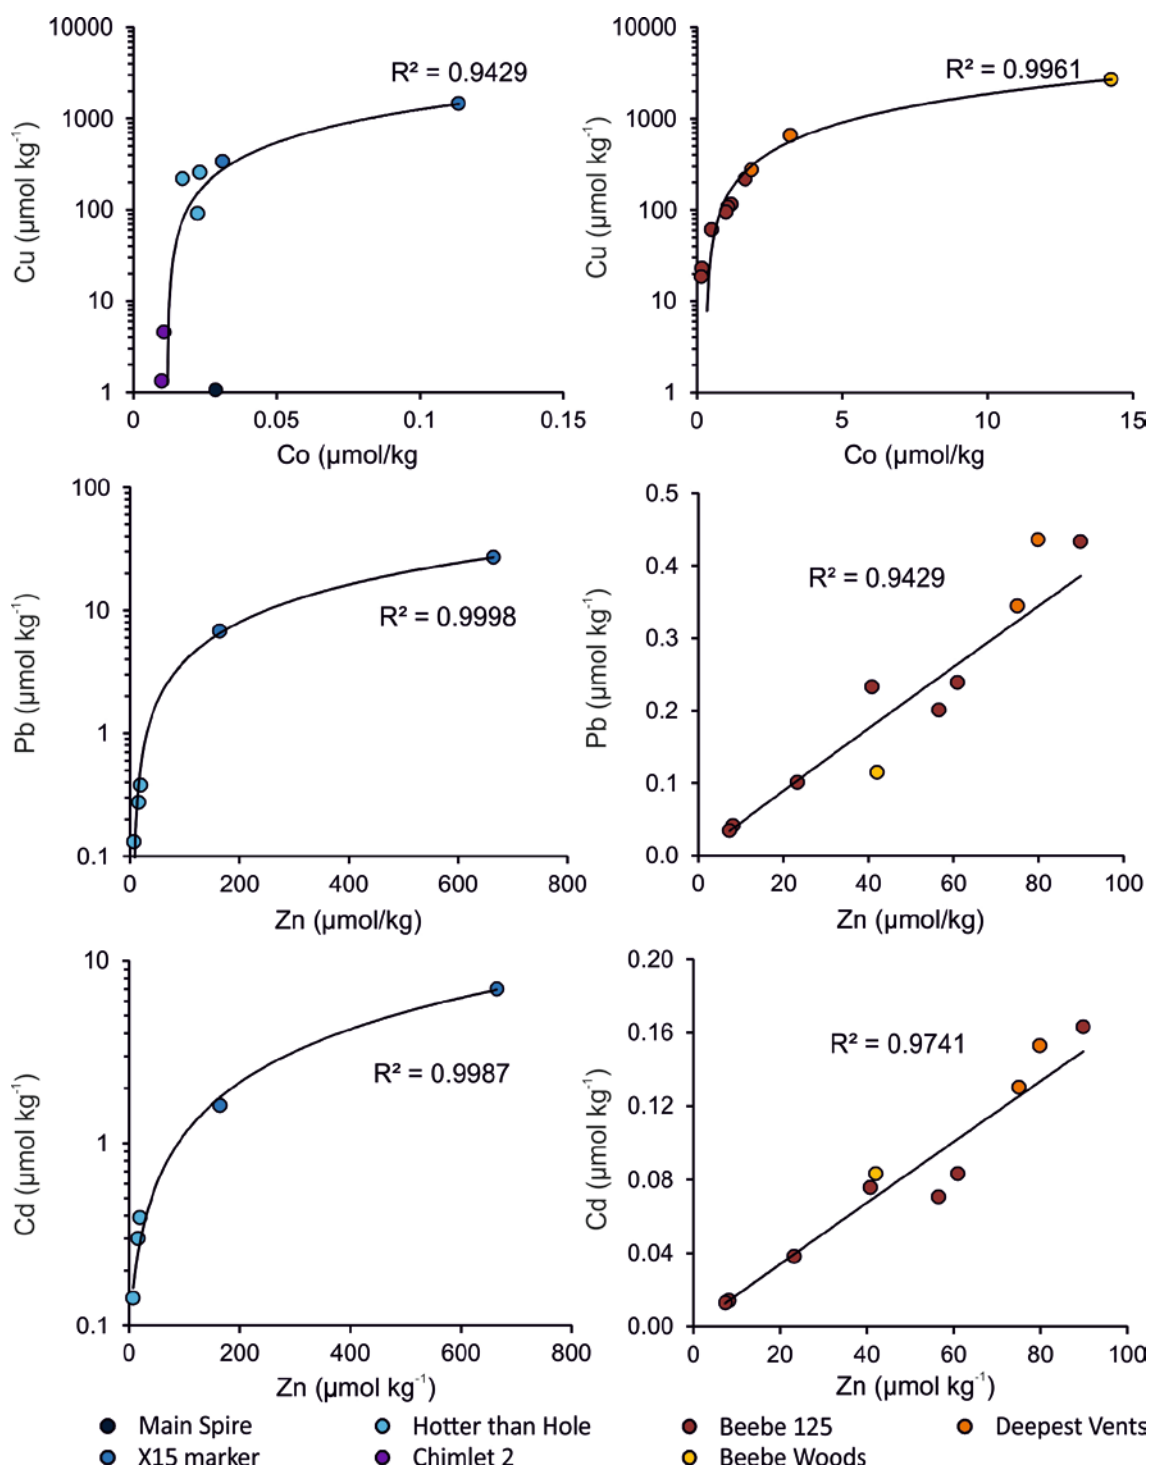 10000
1000
100
10
1
Cu (µmol kg⁻¹)
R² = 0.9429
0
0.05
0.1
0.15
Co (µmol/kg
10000
1000
100
10
1
Cu (µmol kg⁻¹)
R² = 0.9961
0
5
10
15
Co (µmol/kg
100
10
1
0.1
Pb (µmol kg⁻¹)
R² = 0.9998
0
200
400
600
800
Zn (µmol/kg)
0.5
0.4
0.3
0.2
0.1
0.0
Pb (µmol kg⁻¹)
R² = 0.9429
0
20
40
60
80
100
Zn (µmol/kg)
10
1
0.1
Cd (µmol kg⁻¹)
R² = 0.9987
0
200
400
600
800
Zn (µmol kg⁻¹)
0.20
0.16
0.12
0.08
0.04
0.00
Cd (µmol kg⁻¹)
R² = 0.9741
0
20
40
60
80
100
Zn (µmol kg⁻¹)
Main Spire
Hotter than Hole
Beebe 125
Deepest Vents
X15 marker
Chimlet 2
Beebe Woods